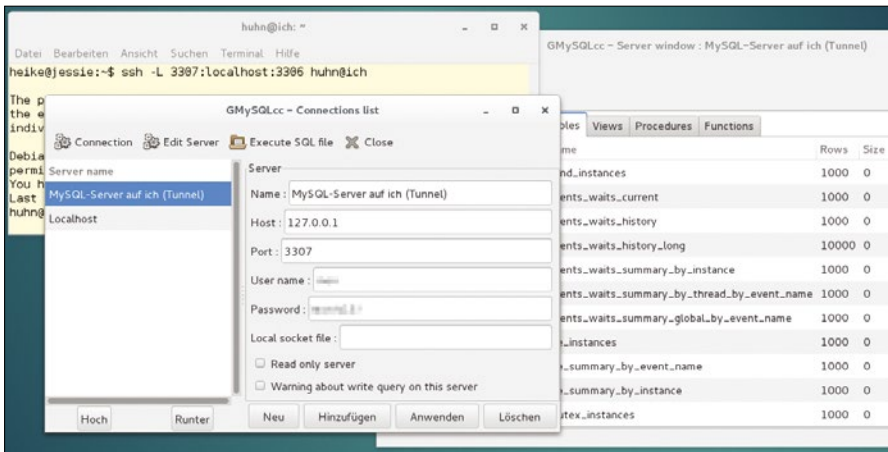 huhn@ich: ~
Datei Bearbeiten Ansicht Suchen Terminal Hilfe
heike@jessie:~$ ssh -L 3307:localhost:3306 huhn@ich
The p
the e
indiv
Debia
permi
You h
Last
huhn@
GMySQLcc - Connections list
Connection Edit Server Execute SQL file Close
Server name
MySQL-Server auf ich (Tunnel)
Localhost
Hoch Runter
Server
Name : MySQL-Server auf ich (Tunnel)
Host : 127.0.0.1
Port : 3307
User name :
Password :
Local socket file :
Read only server
Warning about write query on this server
Neu Hinzufügen Anwenden Löschen
GMySQLcc - Server window : MySQL-Server auf ich (Tunnel)
bles Views Procedures Functions
me Rows Size
nd_instances 1000 0
ents_waits_current 1000 0
ents_waits_history 1000 0
ents_waits_history_long 10000 0
ents_waits_summary_by_instance 1000 0
ents_waits_summary_by_thread_by_event_name 1000 0
ents_waits_summary_global_by_event_name 1000 0
e_instances 1000 0
_summary_by_event_name 1000 0
_summary_by_instance 1000 0
utex_instances 1000 0